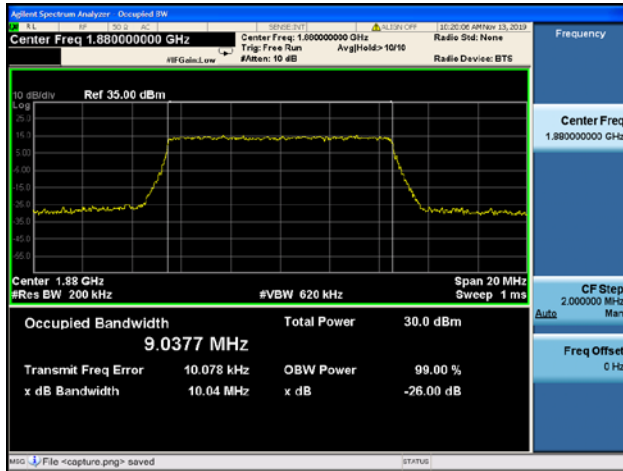 Agilent Spectrum Analyzer - Occupied BW
RL RF 50 Ω AC SENSE:INT ALIGN OFF 10:20:06 AM Nov 13, 2019
Center Freq 1.880000000 GHz Center Freq: 1.880000000 GHz Radio Std: None
Trig: Free Run Avg|Hold:> 10/10
#IFGain:Low #Atten: 10 dB Radio Device: BTS
Frequency
10 dB/div Ref 35.00 dBm
Log
25.0
15.0
5.00
-5.00
-15.0
-25.0
-35.0
-45.0
-65.0
Center 1.88 GHz Span 20 MHz
#Res BW 200 kHz #VBW 620 kHz Sweep 1 ms
Occupied Bandwidth Total Power 30.0 dBm
9.0377 MHz
Transmit Freq Error 10.078 kHz OBW Power 99.00 %
x dB Bandwidth 10.04 MHz x dB -26.00 dB
Center Freq
1.880000000 GHz
CF Step
2.000000 MHz
Auto Man
Freq Offset
0 Hz
MSG File <capture.png> saved STATUS